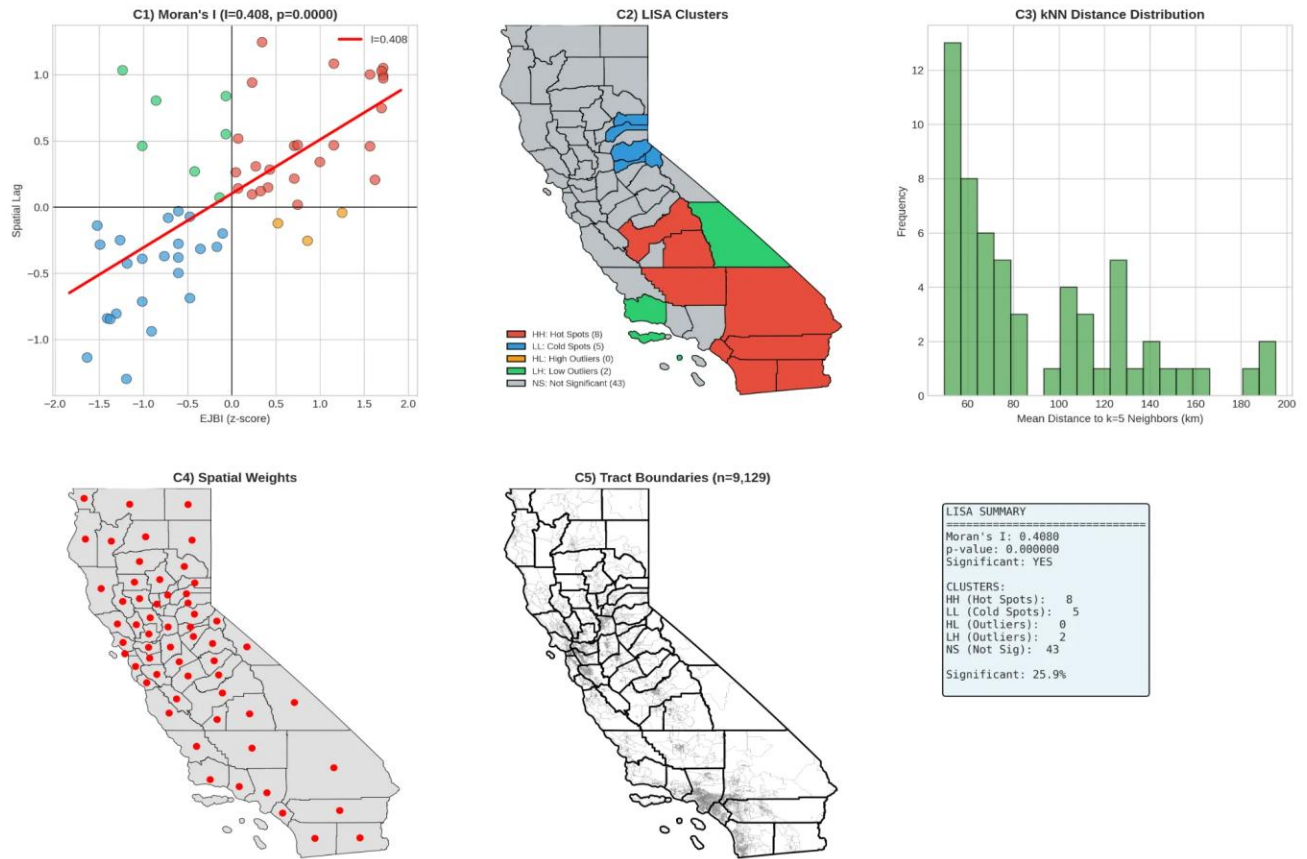 C1) Moran's I (I=0.408, p=0.0000)
I=0.408
1.0
0.5
0.0
−0.5
−1.0
Spatial Lag
−2.0 −1.5 −1.0 −0.5 0.0 0.5 1.0 1.5 2.0
EJBI (z-score)
C2) LISA Clusters
HH: Hot Spots (8)
LL: Cold Spots (5)
HL: High Outliers (0)
LH: Low Outliers (2)
NS: Not Significant (43)
C3) kNN Distance Distribution
12
10
8
6
4
2
0
Frequency
60 80 100 120 140 160 180 200
Mean Distance to k=5 Neighbors (km)
C4) Spatial Weights
C5) Tract Boundaries (n=9,129)
LISA SUMMARY
==============================
Moran's I: 0.4080
p-value: 0.000000
Significant: YES
CLUSTERS:
HH (Hot Spots): 8
LL (Cold Spots): 5
HL (Outliers): 0
LH (Outliers): 2
NS (Not Sig): 43
Significant: 25.9%